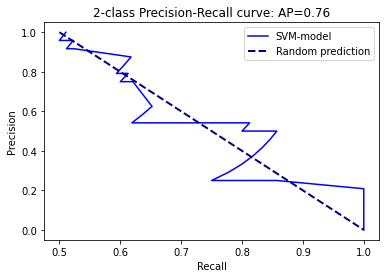 2-class Precision-Recall curve: AP=0.76
SVM-model
Random prediction
Precision
1.0
0.8
0.6
0.4
0.2
0.0
0.5
0.6
0.7
0.8
0.9
1.0
Recall